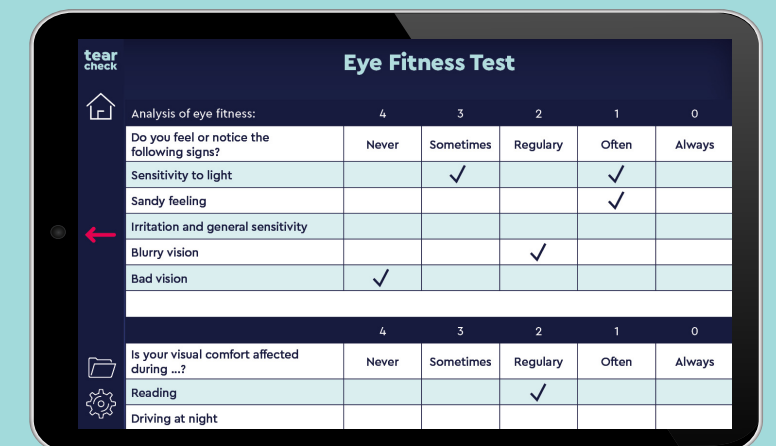 tear
check
Eye Fitness Test
Analysis of eye fitness: 4 3 2 1 0
Do you feel or notice the
following signs? Never Sometimes Regulary Often Always
Sensitivity to light ✓ ✓
Sandy feeling ✓
Irritation and general sensitivity
Blurry vision ✓
Bad vision ✓
4 3 2 1 0
Is your visual comfort affected
during ...? Never Sometimes Regulary Often Always
Reading ✓
Driving at night